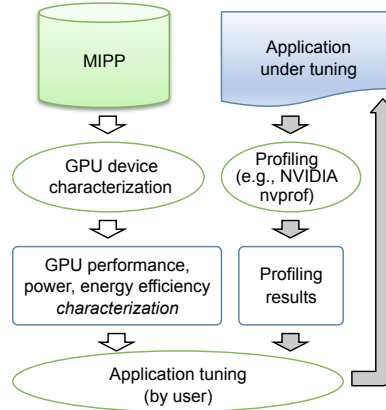 MIPP
Application
under tuning
GPU device
characterization
Profiling
(e.g., NVIDIA
nvprof)
GPU performance,
power, energy efficiency
characterization
Profiling
results
Application tuning
(by user)